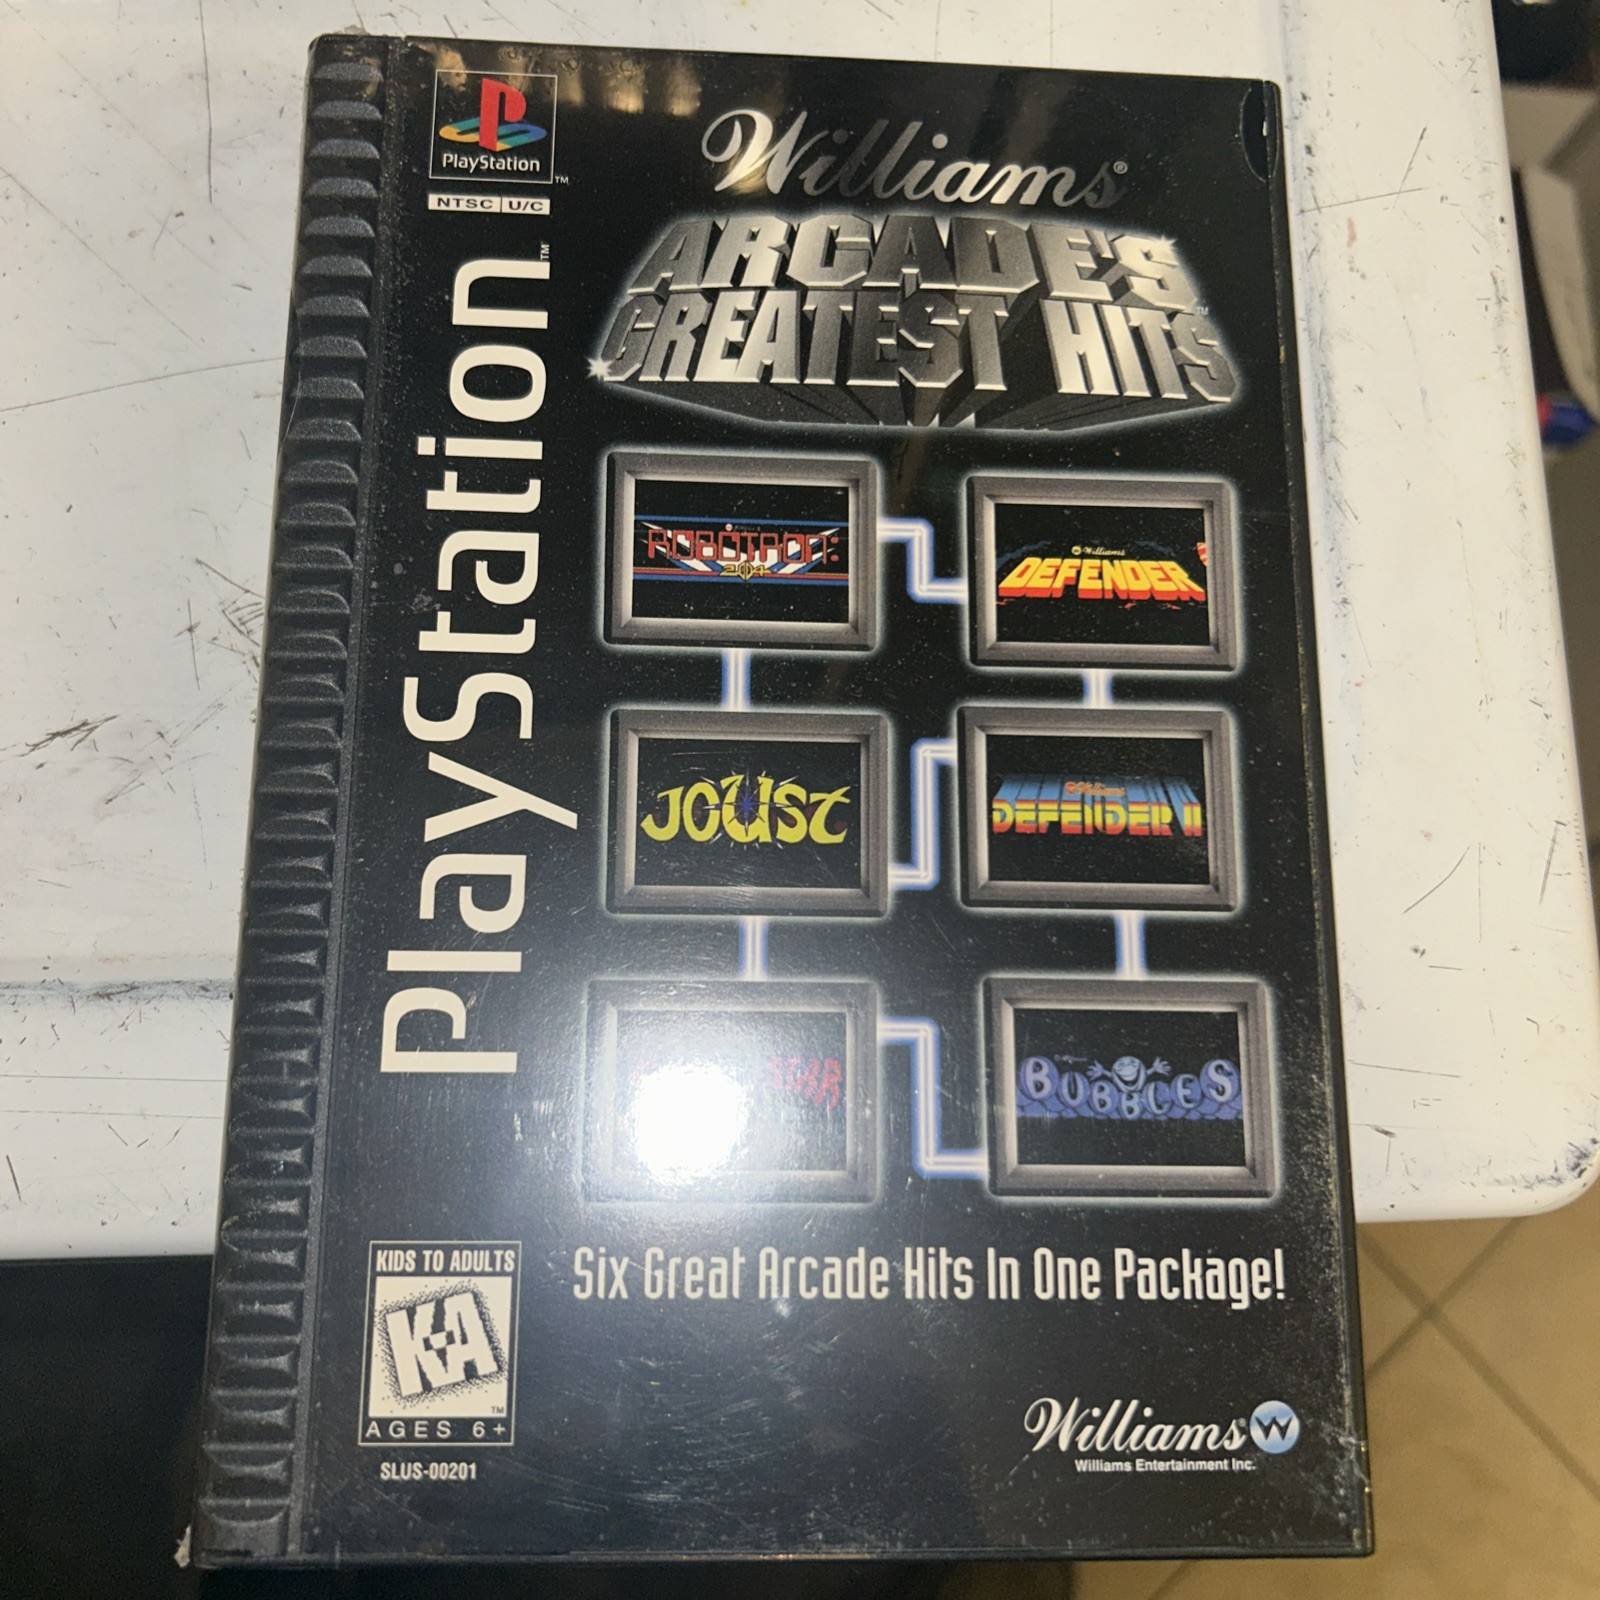 PlayStation
NTSC U/C
PlayStation
Williams
ARCADE'S
GREATEST HITS
ROBOTRON:
2084
Williams
DEFENDER
JOUST
Williams
DEFENDER II
BUBBLES
Six Great Arcade Hits In One Package!
KIDS TO ADULTS
K-A
AGES 6+
SLUS-00201
Williams
Williams Entertainment Inc.